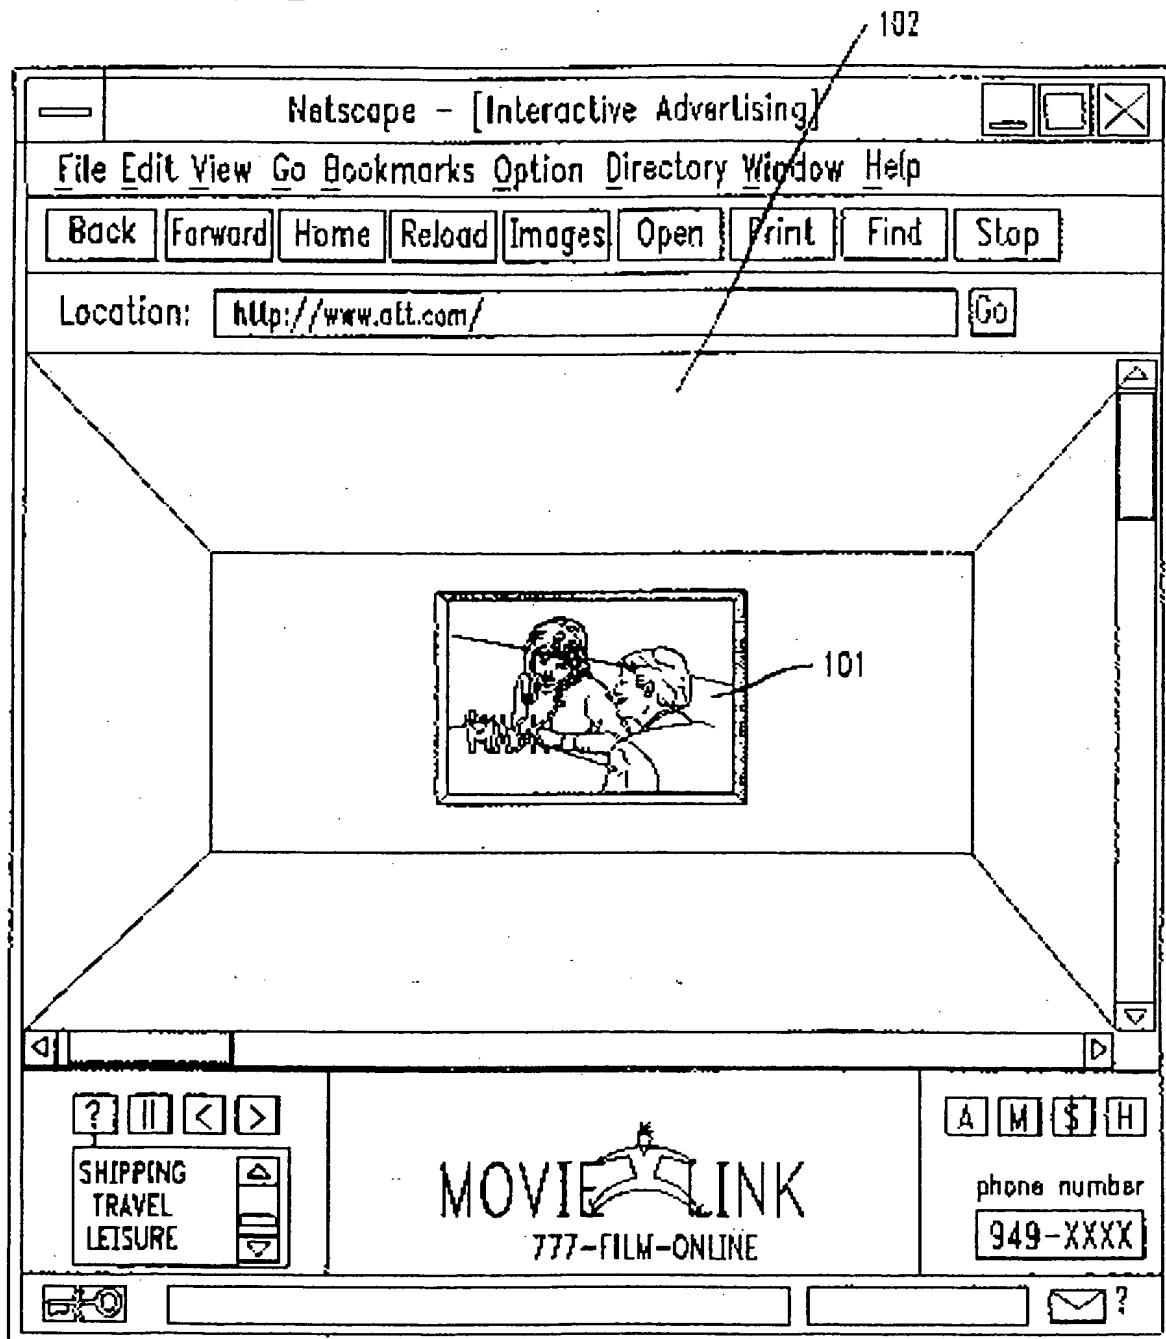 102
Netscape - [Interactive Advertising]
File Edit View Go Bookmarks Option Directory Window Help
Back Forward Home Reload Images Open Print Find Stop
Location: http://www.att.com/ Go
101
? || < > A M $ H
SHIPPING
TRAVEL
LEISURE
MOVIE LINK
777-FILM-ONLINE
phone number
949-XXXX
?